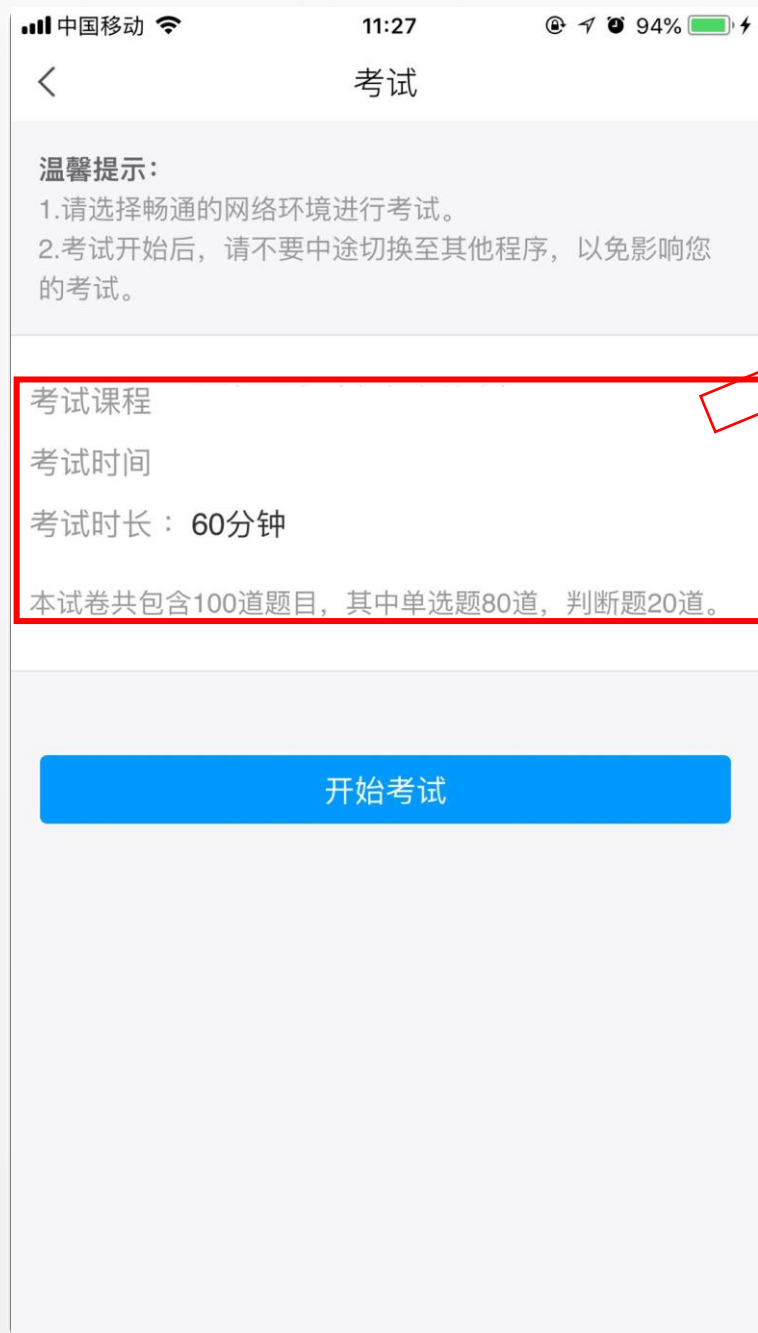 中国移动 11:27 94%
考试
温馨提示：
1.请选择畅通的网络环境进行考试。
2.考试开始后，请不要中途切换至其他程序，以免影响您
的考试。
考试课程
考试时间
考试时长： 60分钟
本试卷共包含100道题目，其中单选题80道，判断题20道。
开始考试